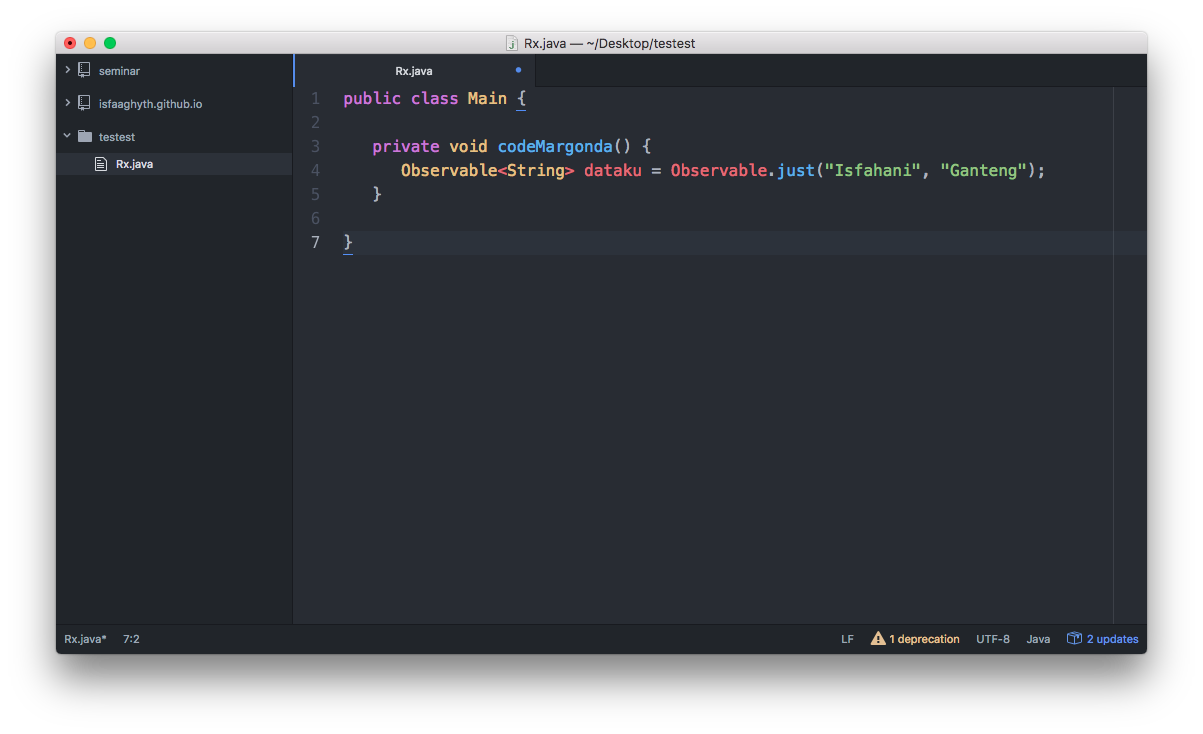 Rx.java — ~/Desktop/testest
seminar
isfaaghyth.github.io
testest
Rx.java
Rx.java
1 public class Main {
2
3    private void codeMargonda() {
4       Observable<String> dataku = Observable.just("Isfahani", "Ganteng");
5    }
6
7 }
Rx.java* 7:2 LF 1 deprecation UTF-8 Java 2 updates